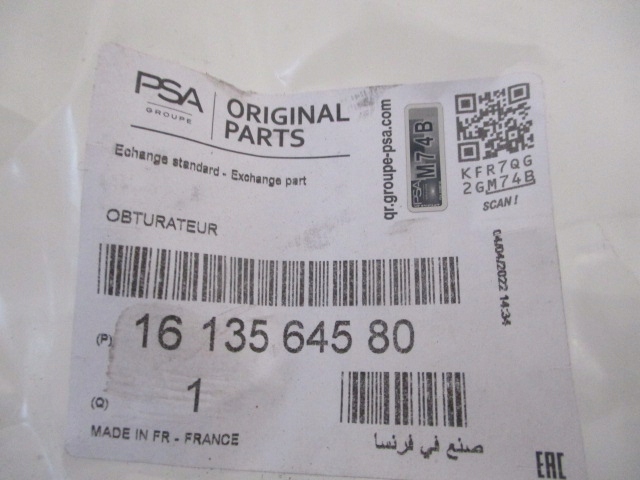 PSA
GROUPE
ORIGINAL
PARTS
Echange standard - Exchange part
qr.groupe-psa.com
PSA M74B
KFR7QG
2GM74B
SCAN!
OBTURATEUR
04/04/2022 14:34
(P) 16 135 645 80
(Q) 1
MADE IN FR - FRANCE
صنع في فرنسا
EAC